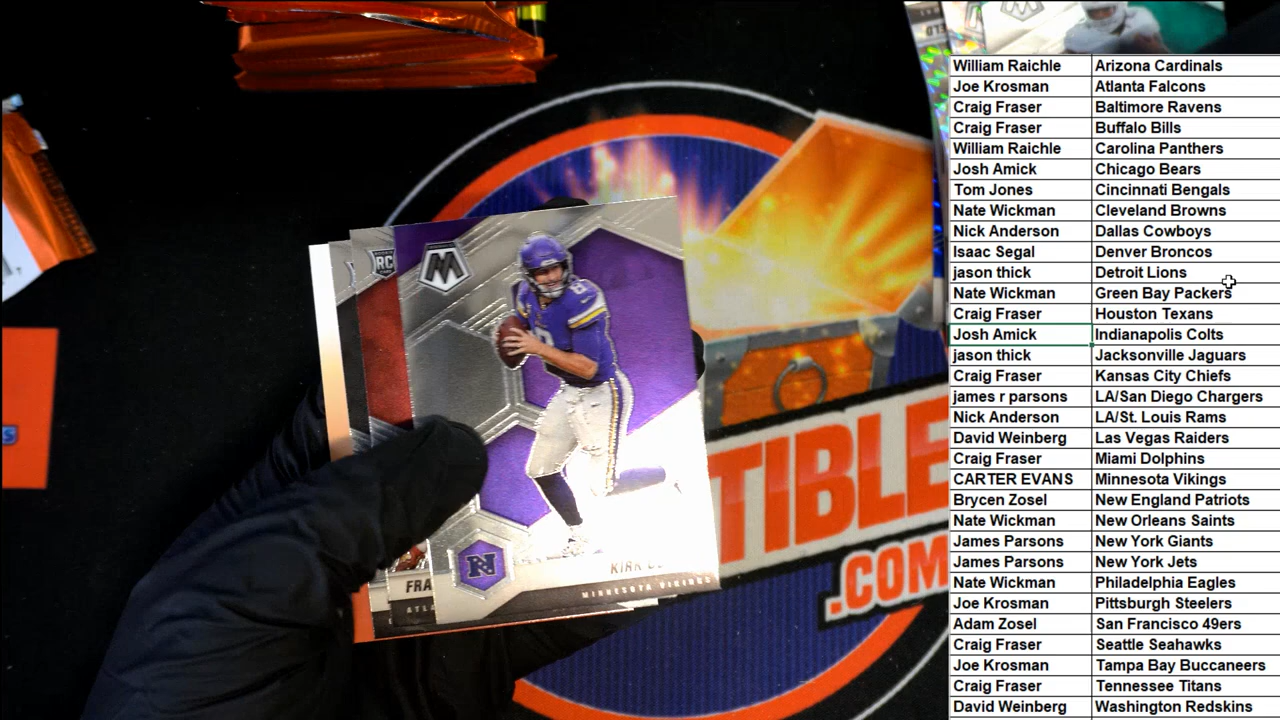 William Raichle Arizona Cardinals
Joe Krosman Atlanta Falcons
Craig Fraser Baltimore Ravens
Craig Fraser Buffalo Bills
William Raichle Carolina Panthers
Josh Amick Chicago Bears
Tom Jones Cincinnati Bengals
Nate Wickman Cleveland Browns
Nick Anderson Dallas Cowboys
Isaac Segal Denver Broncos
jason thick Detroit Lions
Nate Wickman Green Bay Packers
Craig Fraser Houston Texans
Josh Amick Indianapolis Colts
jason thick Jacksonville Jaguars
Craig Fraser Kansas City Chiefs
james r parsons LA/San Diego Chargers
Nick Anderson LA/St. Louis Rams
David Weinberg Las Vegas Raiders
Craig Fraser Miami Dolphins
CARTER EVANS Minnesota Vikings
Brycen Zosel New England Patriots
Nate Wickman New Orleans Saints
James Parsons New York Giants
James Parsons New York Jets
Nate Wickman Philadelphia Eagles
Joe Krosman Pittsburgh Steelers
Adam Zosel San Francisco 49ers
Craig Fraser Seattle Seahawks
Joe Krosman Tampa Bay Buccaneers
Craig Fraser Tennessee Titans
David Weinberg Washington Redskins
RC
M
8
N
KIRK
MINNESOTA VIKINGS
FRA
ATL
TIBLE
.COM